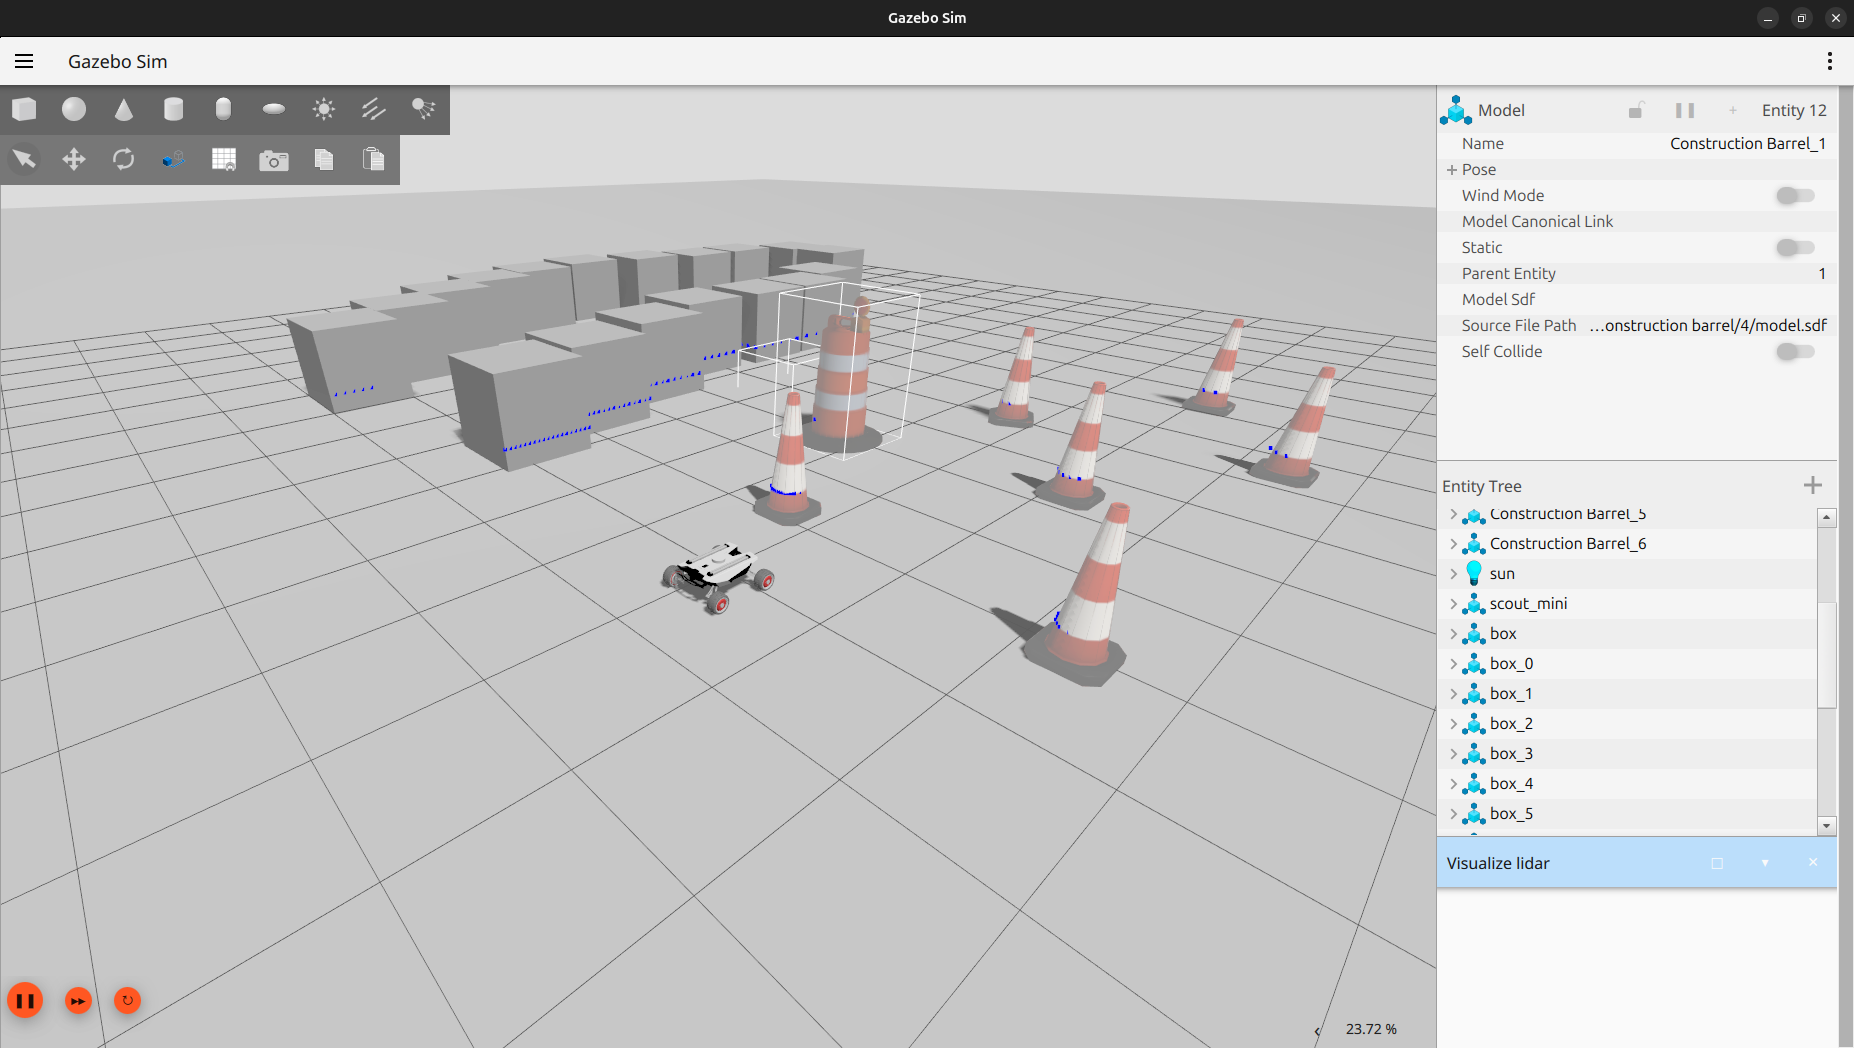 Gazebo Sim
Gazebo Sim
Model Entity 12
Name Construction Barrel_1
Pose
Wind Mode
Model Canonical Link
Static
Parent Entity 1
Model Sdf
Source File Path ...onstruction barrel/4/model.sdf
Self Collide
Entity Tree
Construction Barrel_5
Construction Barrel_6
sun
scout_mini
box
box_0
box_1
box_2
box_3
box_4
box_5
Visualize lidar
23.72 %